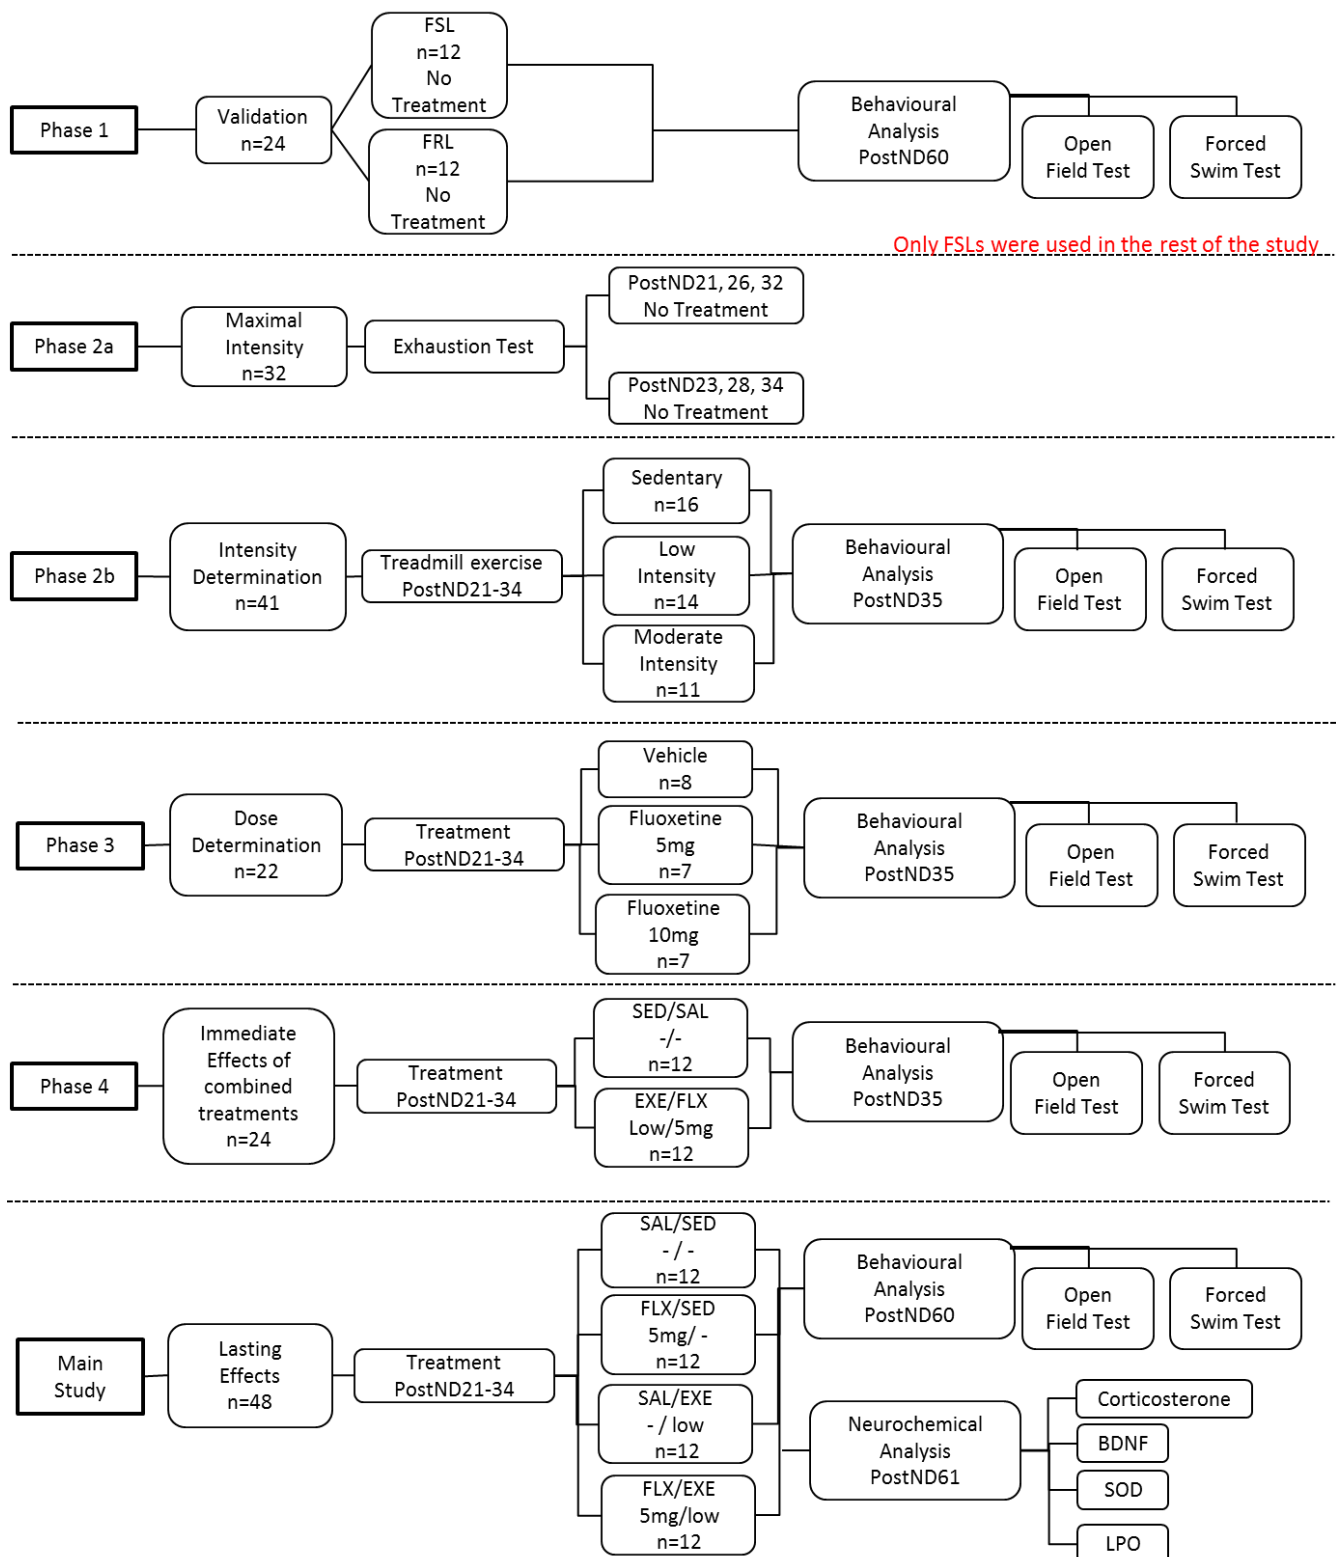 Phase 1
Validation
n=24
FSL
n=12
No
Treatment
FRL
n=12
No
Treatment
Behavioural
Analysis
PostND60
Open
Field Test
Forced
Swim Test
Only FSLs were used in the rest of the study
Phase 2a
Maximal
Intensity
n=32
Exhaustion Test
PostND21, 26, 32
No Treatment
PostND23, 28, 34
No Treatment
Phase 2b
Intensity
Determination
n=41
Treadmill exercise
PostND21-34
Sedentary
n=16
Low
Intensity
n=14
Moderate
Intensity
n=11
Behavioural
Analysis
PostND35
Open
Field Test
Forced
Swim Test
Phase 3
Dose
Determination
n=22
Treatment
PostND21-34
Vehicle
n=8
Fluoxetine
5mg
n=7
Fluoxetine
10mg
n=7
Behavioural
Analysis
PostND35
Open
Field Test
Forced
Swim Test
Phase 4
Immediate
Effects of
combined
treatments
n=24
Treatment
PostND21-34
SED/SAL
-/-
n=12
EXE/FLX
Low/5mg
n=12
Behavioural
Analysis
PostND35
Open
Field Test
Forced
Swim Test
Main
Study
Lasting
Effects
n=48
Treatment
PostND21-34
SAL/SED
- / -
n=12
FLX/SED
5mg/ -
n=12
SAL/EXE
- / low
n=12
FLX/EXE
5mg/low
n=12
Behavioural
Analysis
PostND60
Open
Field Test
Forced
Swim Test
Neurochemical
Analysis
PostND61
Corticosterone
BDNF
SOD
LPO